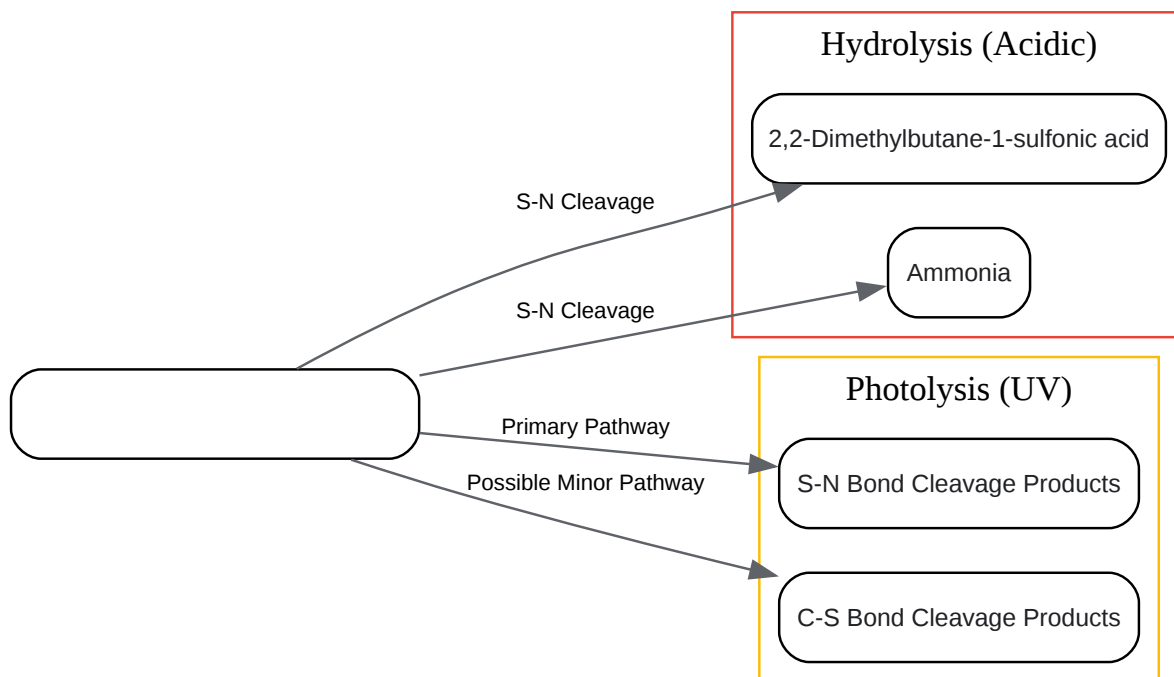 Hydrolysis (Acidic)
2,2-Dimethylbutane-1-sulfonic acid
S-N Cleavage
Ammonia
S-N Cleavage
Photolysis (UV)
Primary Pathway
S-N Bond Cleavage Products
Possible Minor Pathway
C-S Bond Cleavage Products